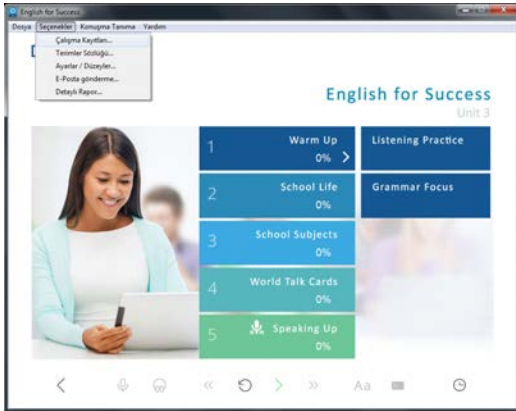 English for Success
Dosya Seçenekler Konuşma Tanıma Yardım
Çalışma Kayıtları...
Terimler Sözlüğü...
Ayarlar / Düzeyler...
E-Posta gönderme...
Detaylı Rapor...
English for Success
Unit 3
1 Warm Up
0%
Listening Practice
2 School Life
0%
Grammar Focus
3 School Subjects
0%
4 World Talk Cards
0%
5 Speaking Up
0%
Aa